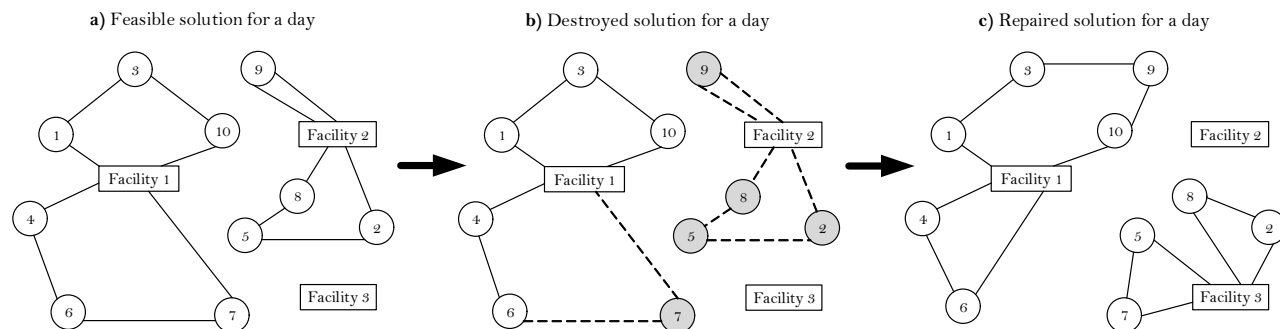 a) Feasible solution for a day
3
9
1
10
Facility 2
Facility 1
8
4
5
2
Facility 3
6
7
b) Destroyed solution for a day
3
9
1
10
Facility 2
Facility 1
8
4
5
2
Facility 3
6
7
c) Repaired solution for a day
3
9
1
10
Facility 2
Facility 1
8
4
5
2
Facility 3
6
7